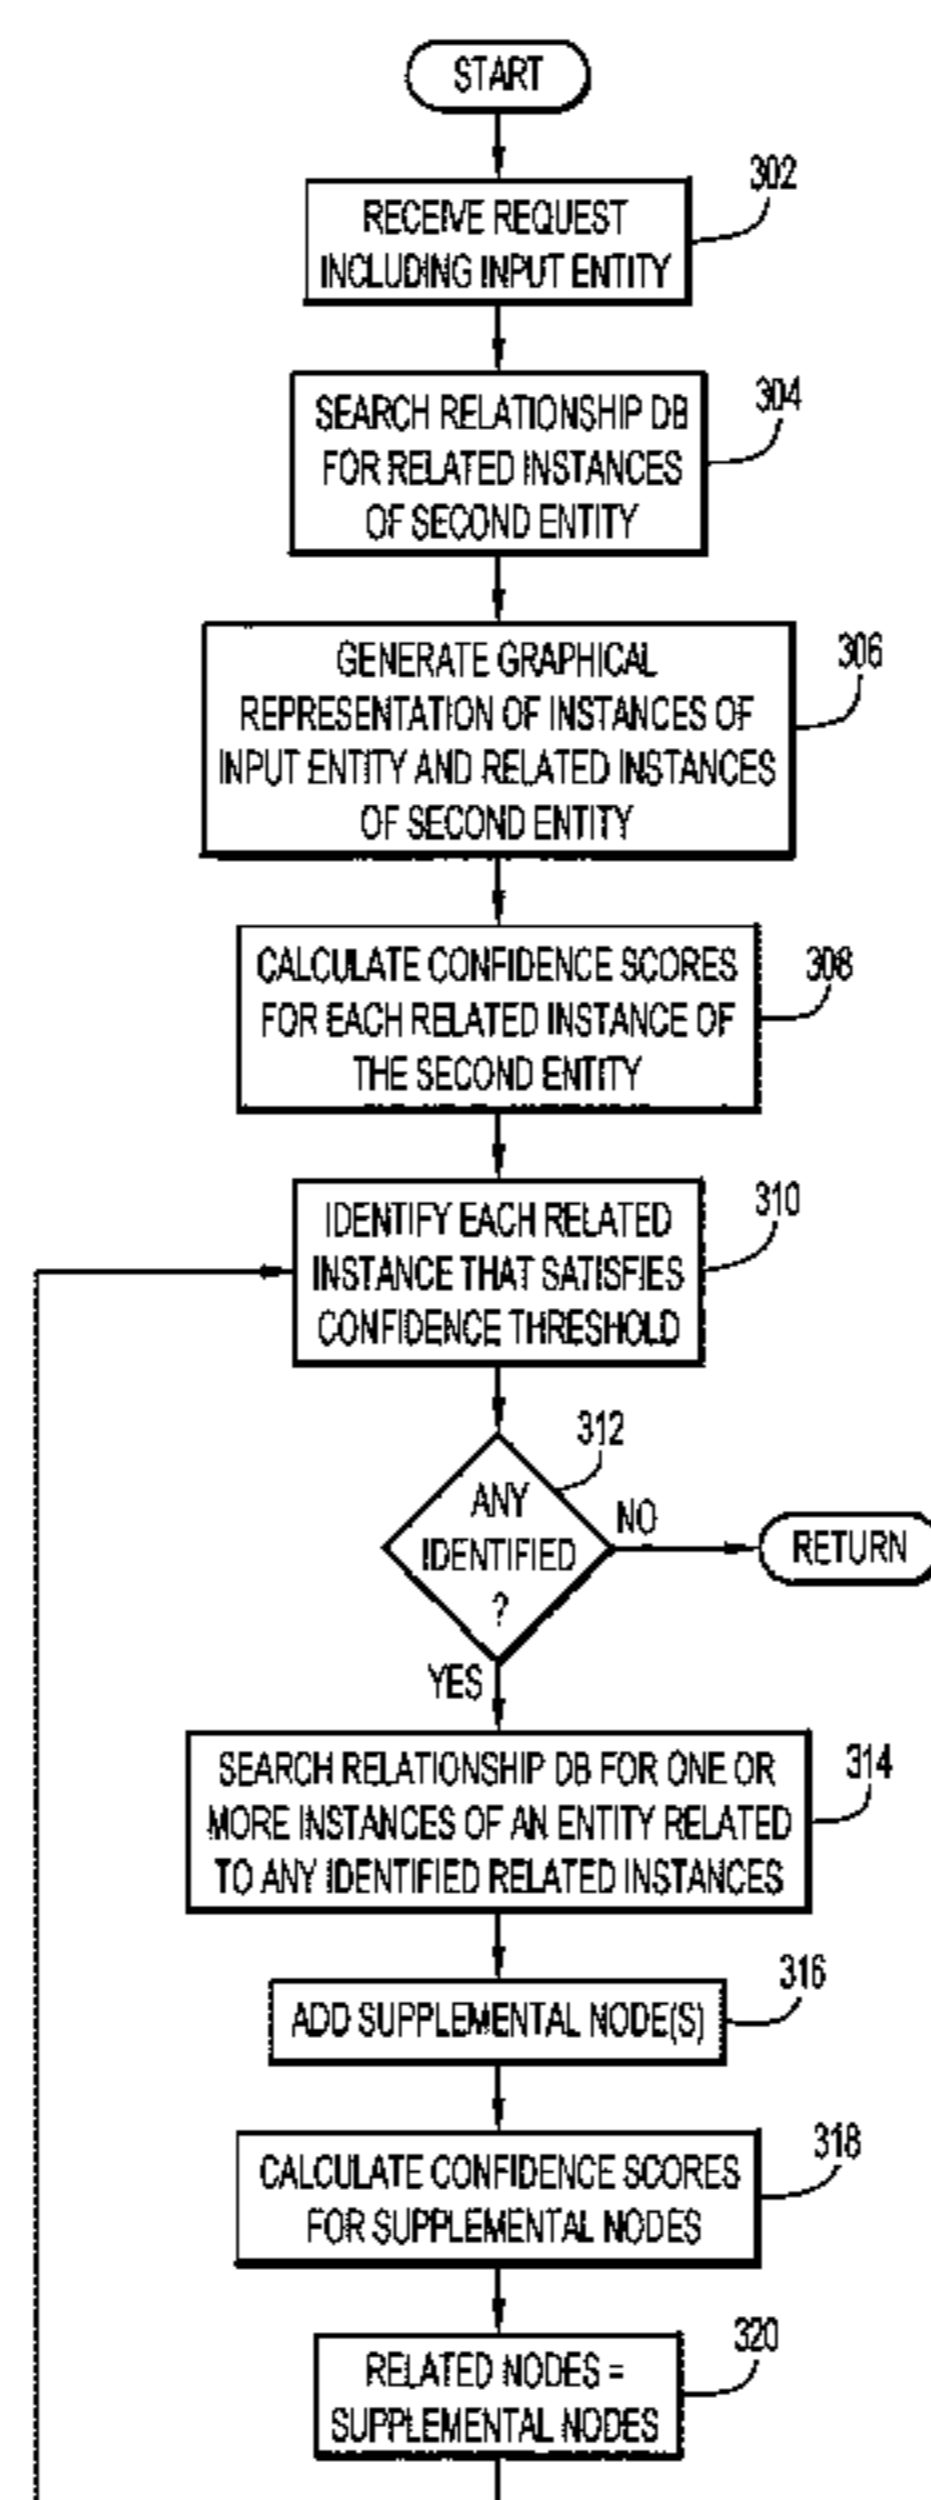 START
302
RECEIVE REQUEST
INCLUDING INPUT ENTITY
304
SEARCH RELATIONSHIP DB
FOR RELATED INSTANCES
OF SECOND ENTITY
306
GENERATE GRAPHICAL
REPRESENTATION OF INSTANCES OF
INPUT ENTITY AND RELATED INSTANCES
OF SECOND ENTITY
308
CALCULATE CONFIDENCE SCORES
FOR EACH RELATED INSTANCE OF
THE SECOND ENTITY
310
IDENTIFY EACH RELATED
INSTANCE THAT SATISFIES
CONFIDENCE THRESHOLD
312
ANY
IDENTIFIED
?
NO
RETURN
YES
314
SEARCH RELATIONSHIP DB FOR ONE OR
MORE INSTANCES OF AN ENTITY RELATED
TO ANY IDENTIFIED RELATED INSTANCES
316
ADD SUPPLEMENTAL NODE(S)
318
CALCULATE CONFIDENCE SCORES
FOR SUPPLEMENTAL NODES
320
RELATED NODES =
SUPPLEMENTAL NODES